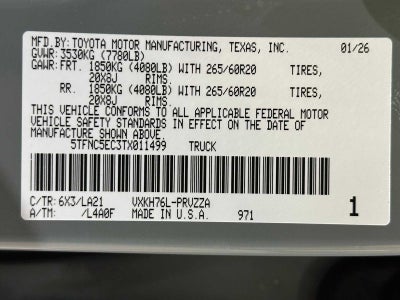 MFD.BY:TOYOTA MOTOR MANUFACTURING, TEXAS, INC. 01/26
GVWR:3530KG (7780LB)
GAWR:FRT. 1850KG (4080LB) WITH 265/60R20 TIRES,
20X8J RIMS.
RR. 1850KG (4080LB) WITH 265/60R20 TIRES,
20X8J RIMS.
THIS VEHICLE CONFORMS TO ALL APPLICABLE FEDERAL MOTOR
VEHICLE SAFETY STANDARDS IN EFFECT ON THE DATE OF
MANUFACTURE SHOWN ABOVE.
5TFNC5EC3TX011499 TRUCK
C/TR:6X3/LA21 VXKH76L-PRVZZA
A/TM: /L4A0F MADE IN U.S.A. 971 1